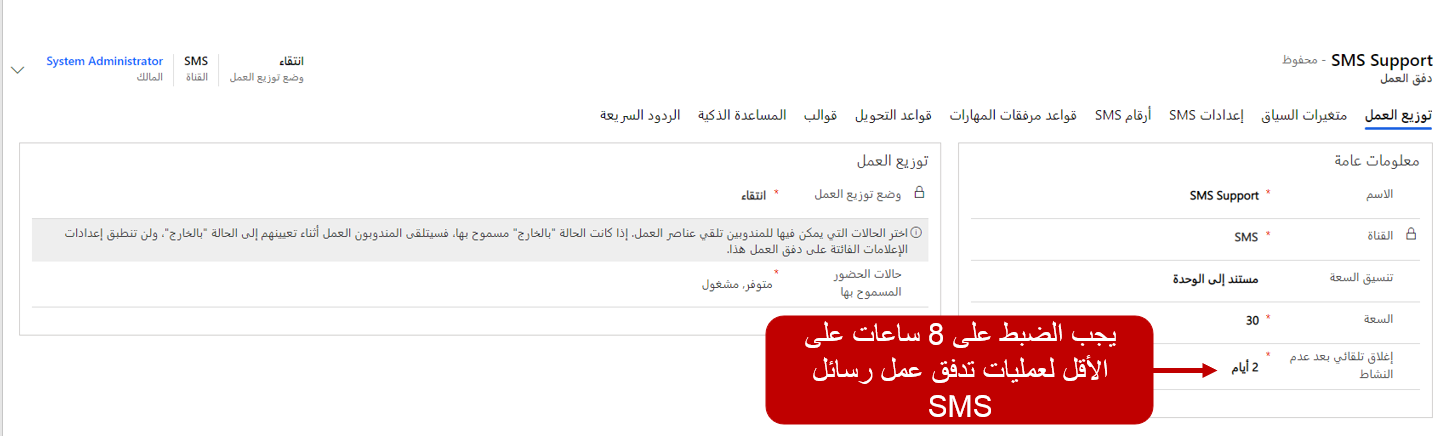 SMS Support - محفوظ
دفق العمل
انتقاء
وضع توزيع العمل
SMS
القناة
System Administrator
المالك
توزيع العمل
متغيرات السياق
إعدادات SMS
أرقام SMS
قواعد مرفقات المهارات
قواعد التحويل
قوالب
المساعدة الذكية
الردود السريعة
معلومات عامة
الاسم * SMS Support
القناة * SMS
تنسيق السعة مستند إلى الوحدة
السعة * 30
إغلاق تلقائي بعد عدم * 2 أيام
النشاط
توزيع العمل
وضع توزيع العمل * انتقاء
اختر الحالات التي يمكن فيها للمندوبين تلقي عناصر العمل. إذا كانت الحالة "بالخارج" مسموح بها، فسيتلقى المندوبون العمل أثناء تعيينهم إلى الحالة "بالخارج"، ولن تنطبق إعدادات
الإعلامات الفائتة على دفق العمل هذا.
حالات الحضور * متوفر, مشغول
المسموح بها
يجب الضبط على 8 ساعات على
الأقل لعمليات تدفق عمل رسائل
SMS